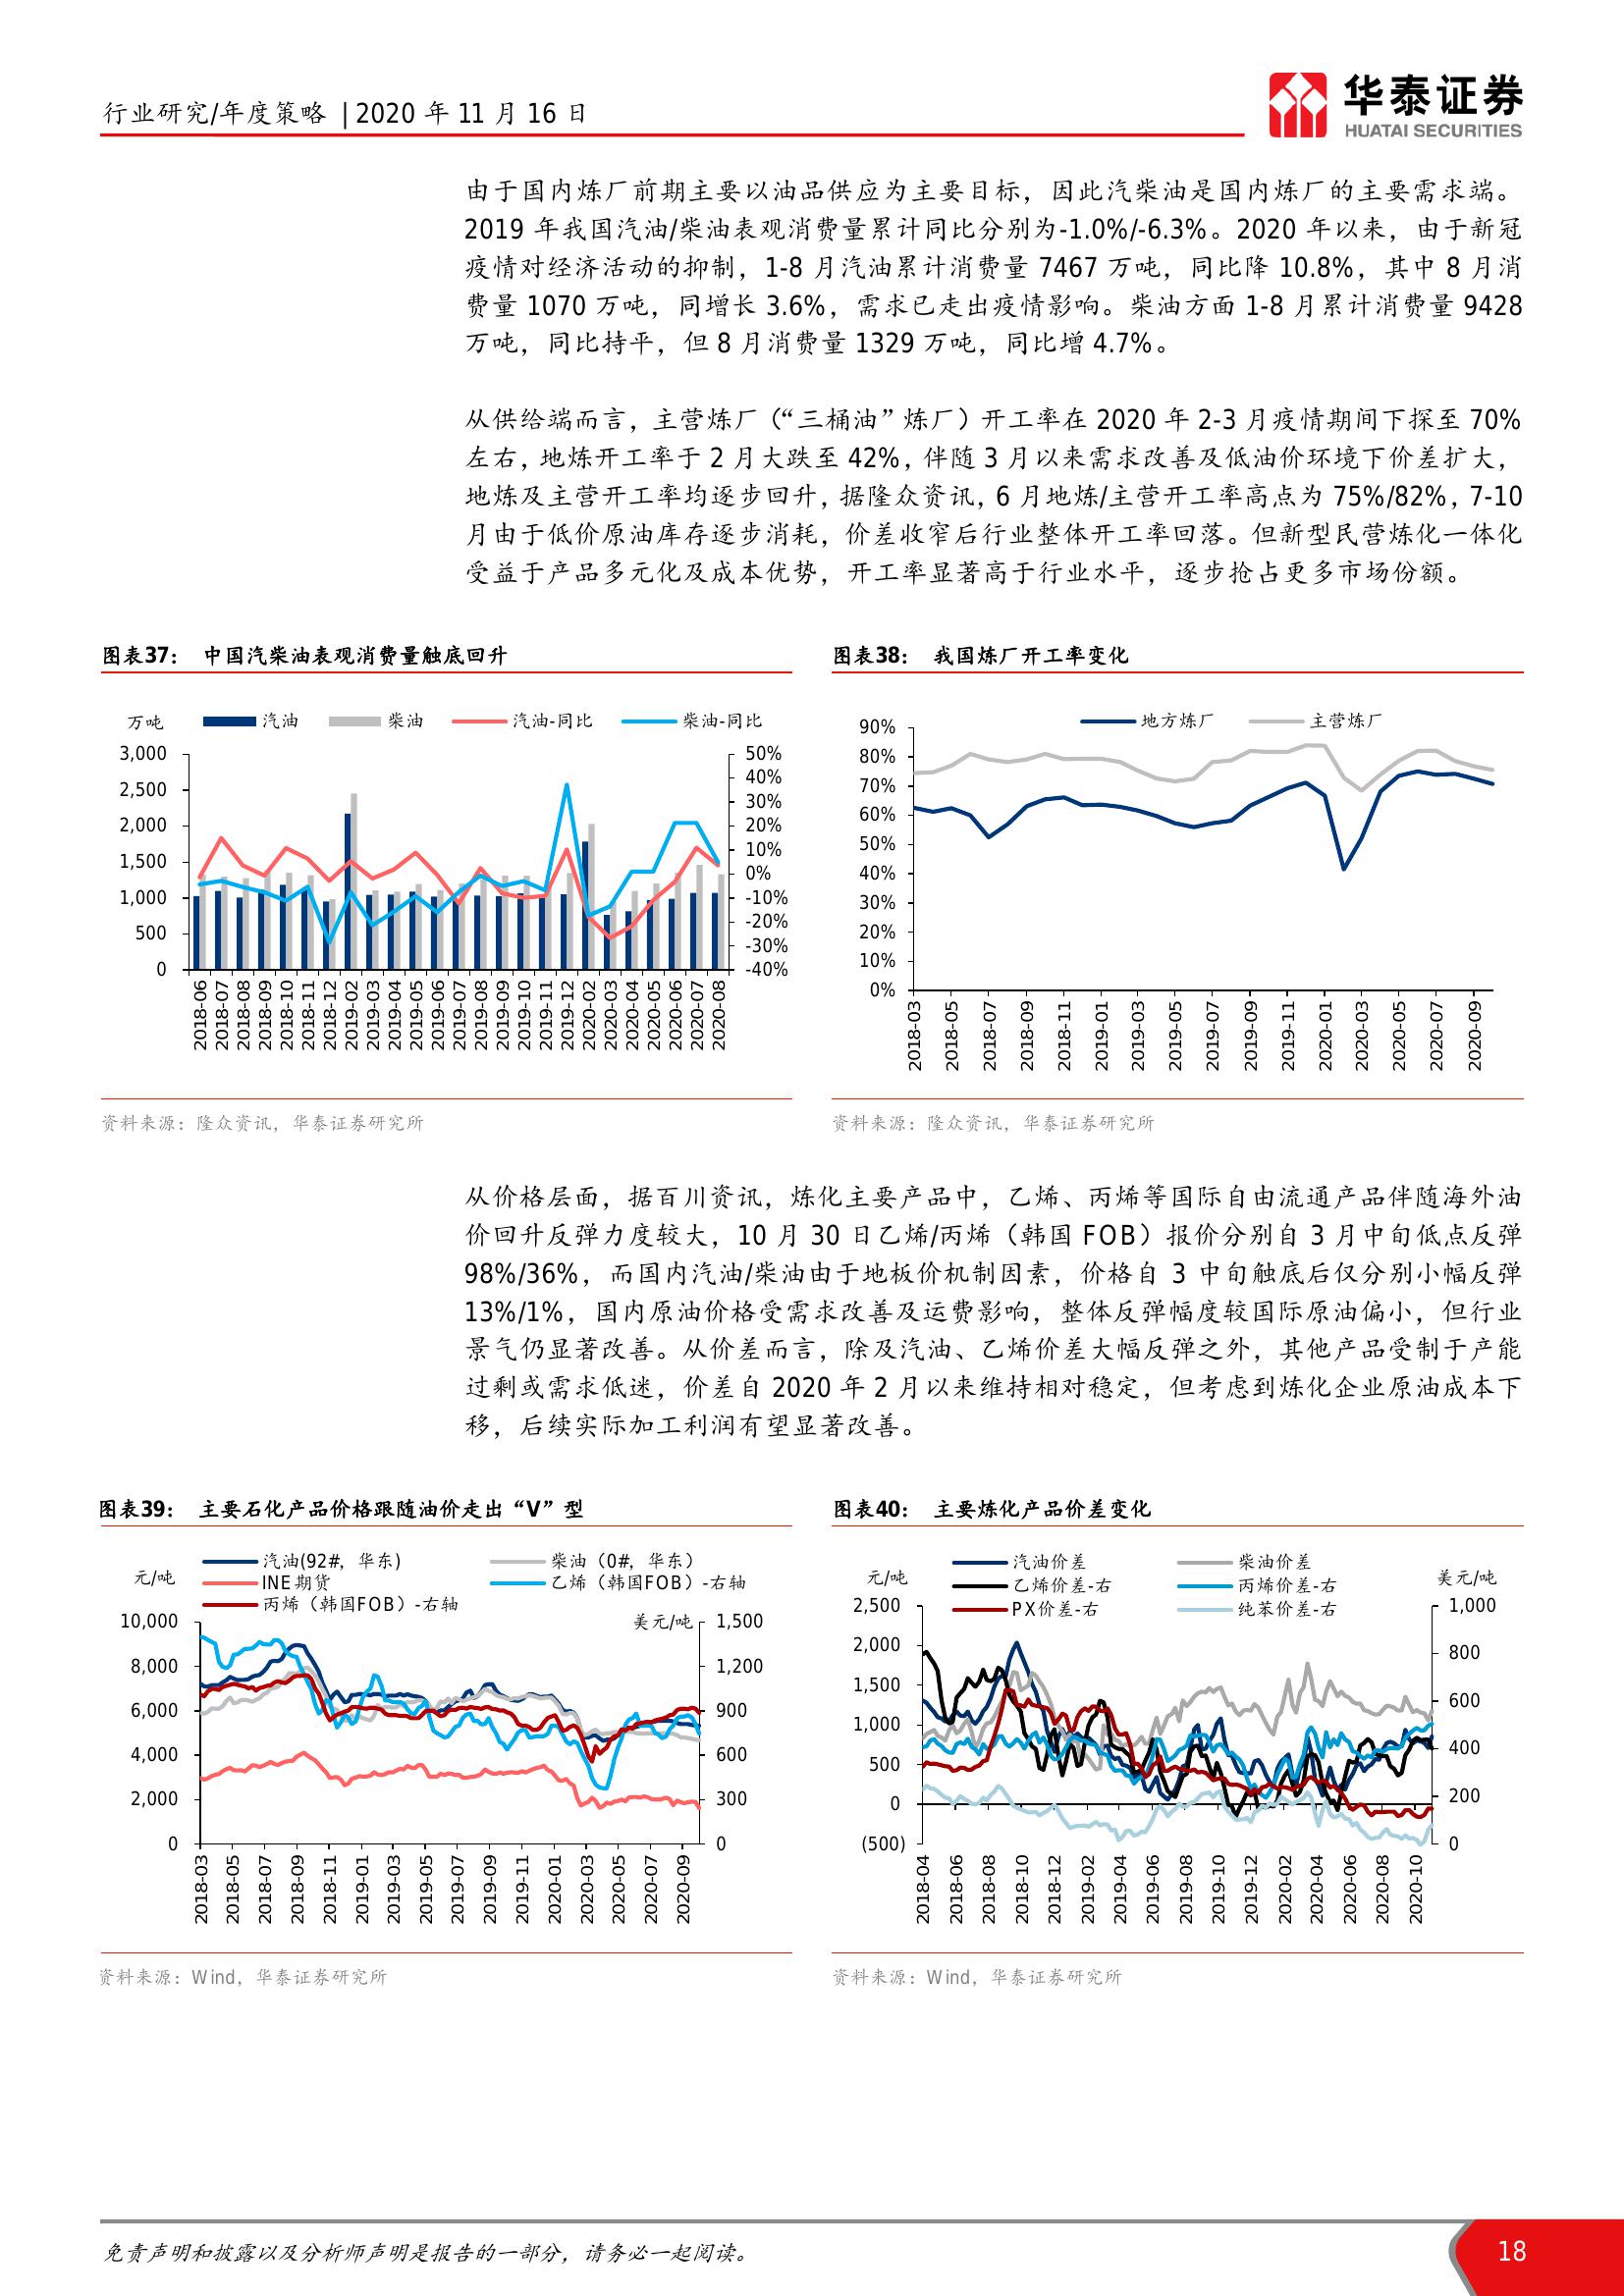 行业研究/年度策略 | 2020 年 11 月 16 日
华泰证券
HUATAI SECURITIES
由于国内炼厂前期主要以油品供应为主要目标，因此汽柴油是国内炼厂的主要需求端。
2019 年我国汽油/柴油表观消费量累计同比分别为-1.0%/-6.3%。2020 年以来，由于新冠
疫情对经济活动的抑制，1-8 月汽油累计消费量 7467 万吨，同比降 10.8%，其中 8 月消
费量 1070 万吨，同增长 3.6%，需求已走出疫情影响。柴油方面 1-8 月累计消费量 9428
万吨，同比持平，但 8 月消费量 1329 万吨，同比增 4.7%。
从供给端而言，主营炼厂（“三桶油”炼厂）开工率在 2020 年 2-3 月疫情期间下探至 70%
左右，地炼开工率于 2 月大跌至 42%，伴随 3 月以来需求改善及低油价环境下价差扩大，
地炼及主营开工率均逐步回升，据隆众资讯，6 月地炼/主营开工率高点为 75%/82%，7-10
月由于低价原油库存逐步消耗，价差收窄后行业整体开工率回落。但新型民营炼化一体化
受益于产品多元化及成本优势，开工率显著高于行业水平，逐步抢占更多市场份额。
图表37： 中国汽柴油表观消费量触底回升
万吨 汽油 柴油 汽油-同比 柴油-同比
3,000
2,500
2,000
1,500
1,000
500
0
50%
40%
30%
20%
10%
0%
-10%
-20%
-30%
-40%
2018-06 2018-07 2018-08 2018-09 2018-10 2018-11 2018-12 2019-02 2019-03 2019-04 2019-05 2019-06 2019-07 2019-08 2019-09 2019-10 2019-11 2019-12 2020-02 2020-03 2020-04 2020-05 2020-06 2020-07 2020-08
资料来源：隆众资讯，华泰证券研究所
图表38： 我国炼厂开工率变化
地方炼厂 主营炼厂
90%
80%
70%
60%
50%
40%
30%
20%
10%
0%
2018-03 2018-05 2018-07 2018-09 2018-11 2019-01 2019-03 2019-05 2019-07 2019-09 2019-11 2020-01 2020-03 2020-05 2020-07 2020-09
资料来源：隆众资讯，华泰证券研究所
从价格层面，据百川资讯，炼化主要产品中，乙烯、丙烯等国际自由流通产品伴随海外油
价回升反弹力度较大，10 月 30 日乙烯/丙烯（韩国 FOB）报价分别自 3 月中旬低点反弹
98%/36%，而国内汽油/柴油由于地板价机制因素，价格自 3 中旬触底后仅分别小幅反弹
13%/1%，国内原油价格受需求改善及运费影响，整体反弹幅度较国际原油偏小，但行业
景气仍显著改善。从价差而言，除及汽油、乙烯价差大幅反弹之外，其他产品受制于产能
过剩或需求低迷，价差自 2020 年 2 月以来维持相对稳定，但考虑到炼化企业原油成本下
移，后续实际加工利润有望显著改善。
图表39： 主要石化产品价格跟随油价走出“V”型
元/吨
汽油(92#，华东) 柴油（0#，华东）
INE期货 乙烯（韩国FOB）-右轴
丙烯（韩国FOB）-右轴
美元/吨
10,000
8,000
6,000
4,000
2,000
0
1,500
1,200
900
600
300
0
2018-03 2018-05 2018-07 2018-09 2018-11 2019-01 2019-03 2019-05 2019-07 2019-09 2019-11 2020-01 2020-03 2020-05 2020-07 2020-09
资料来源：Wind，华泰证券研究所
图表40： 主要炼化产品价差变化
元/吨 美元/吨
汽油价差 柴油价差
乙烯价差-右 丙烯价差-右
PX价差-右 纯苯价差-右
2,500
2,000
1,500
1,000
500
0
(500)
1,000
800
600
400
200
0
2018-04 2018-06 2018-08 2018-10 2018-12 2019-02 2019-04 2019-06 2019-08 2019-10 2019-12 2020-02 2020-04 2020-06 2020-08 2020-10
资料来源：Wind，华泰证券研究所
免责声明和披露以及分析师声明是报告的一部分，请务必一起阅读。
18